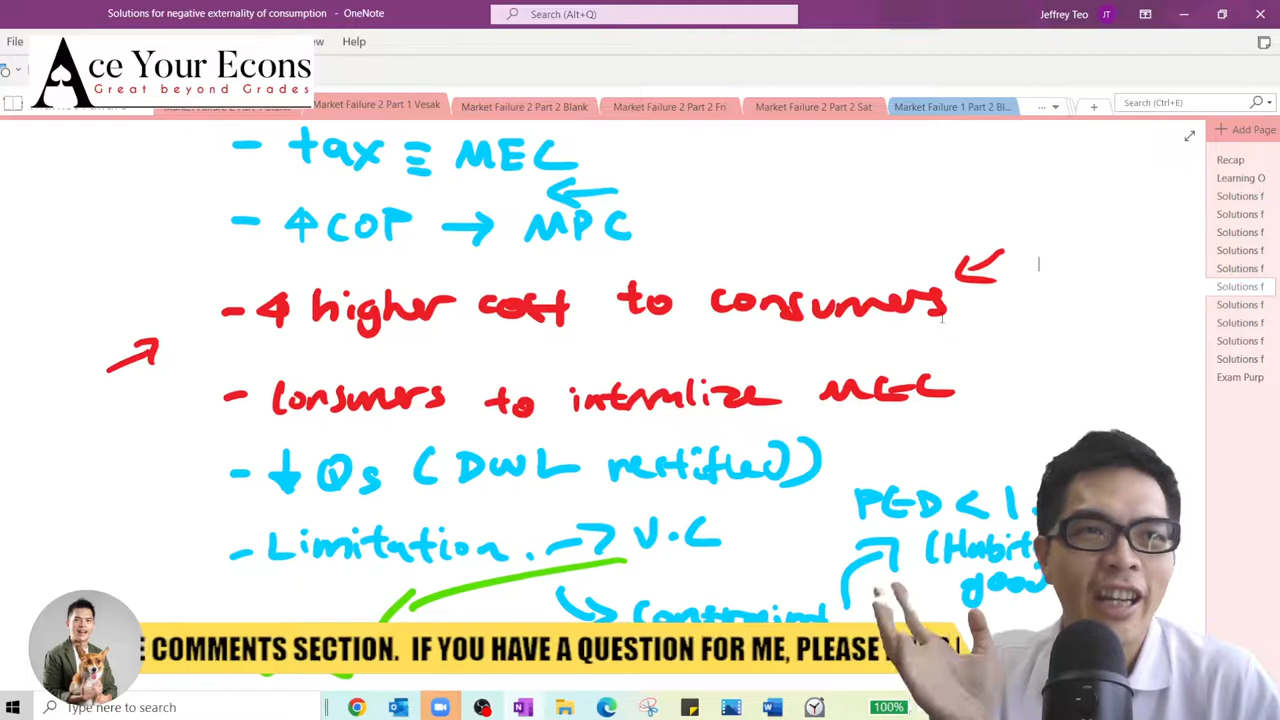 Solutions for negative externality of consumption - OneNote
Search (Alt+Q)
Jeffrey Teo
JT
File
Help
Ace Your Econs
Great beyond Grades
Market Failure 2 Part 1 Vesak
Market Failure 2 Part 2 Blank
Market Failure 2 Part 2 Fri
Market Failure 2 Part 2 Sat
Market Failure 1 Part 2 Bl...
Search (Ctrl+E)
Add Page
Recap
Learning O
Solutions f
Solutions f
Solutions f
Solutions f
Solutions f
Solutions f
Solutions f
Solutions f
Solutions f
Solutions f
Exam Purp
- tax ≡ MEC
- ↑COP → MPC
- ↑ higher cost to consumers
- consumers to intrnalize MEC
- ↓ Qs (DWL rectified)
PED < 1
- Limitation. → V.C
(Habit
good
Constraint
E COMMENTS SECTION. IF YOU HAVE A QUESTION FOR ME, PLEASE
Type here to search
100%